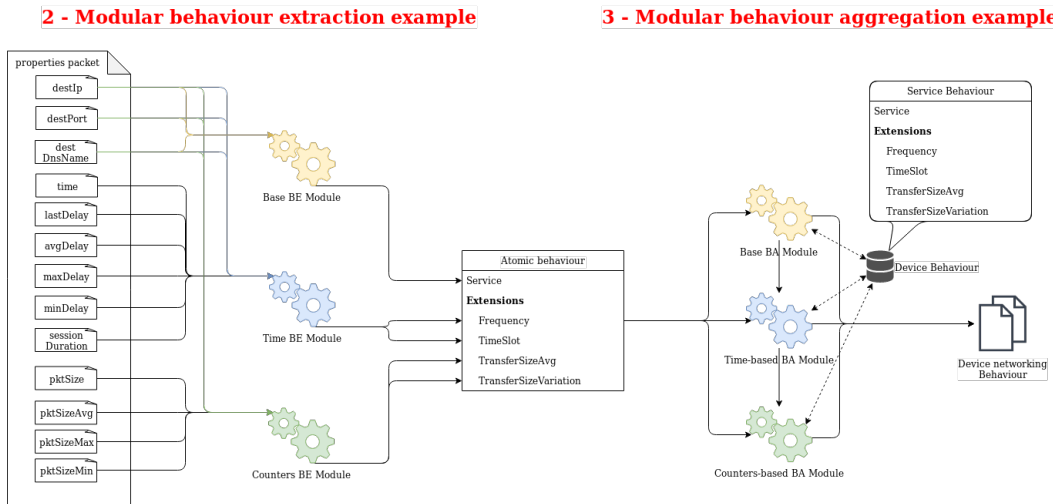 2 - Modular behaviour extraction example
3 - Modular behaviour aggregation example
properties packet
destIp
destPort
dest
DnsName
time
lastDelay
avgDelay
maxDelay
minDelay
session
Duration
pktSize
pktSizeAvg
pktSizeMax
pktSizeMin
Base BE Module
Time BE Module
Counters BE Module
Atomic behaviour
Service
Extensions
Frequency
TimeSlot
TransferSizeAvg
TransferSizeVariation
Base BA Module
Time-based BA Module
Counters-based BA Module
Service Behaviour
Service
Extensions
Frequency
TimeSlot
TransferSizeAvg
TransferSizeVariation
Device Behaviour
Device networking
Behaviour